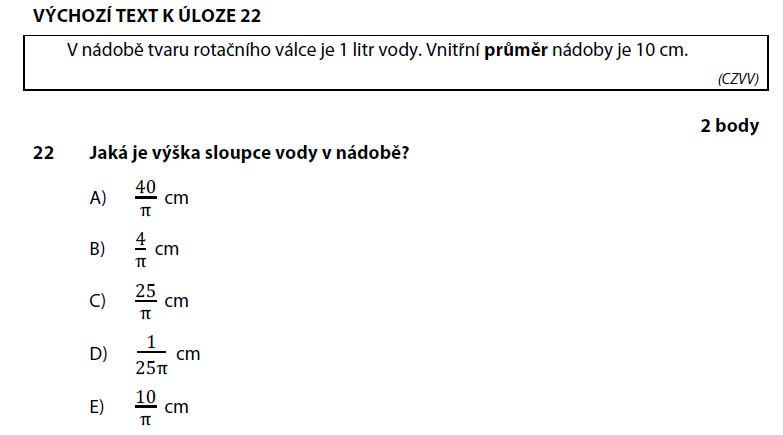 VÝCHOZÍ TEXT K ÚLOZE 22
V nádobě tvaru rotačního válce je 1 litr vody. Vnitřní průměr nádoby je 10 cm.
(CZVV)
2 body
22 Jaká je výška sloupce vody v nádobě?
A) 40/π cm
B) 4/π cm
C) 25/π cm
D) 1/25π cm
E) 10/π cm